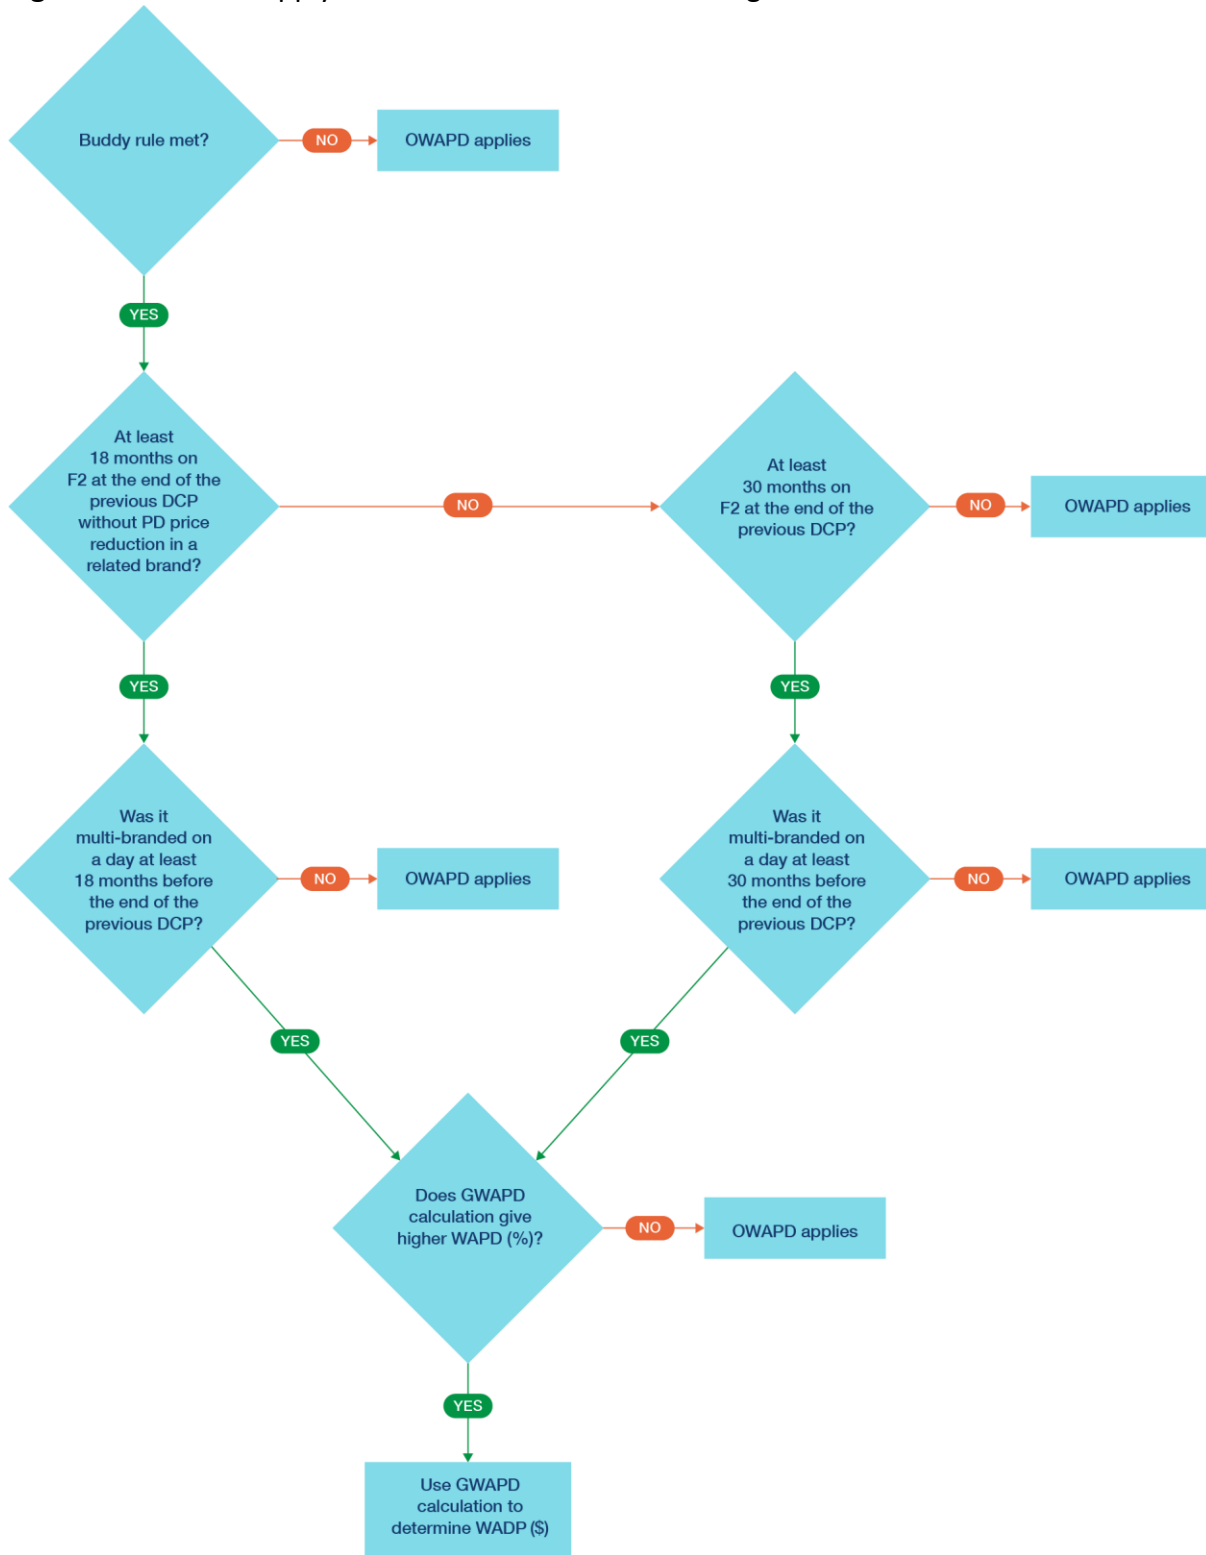 Buddy rule met?
NO
OWAPD applies
YES
At least
18 months on
F2 at the end of the
previous DCP
without PD price
reduction in a
related brand?
NO
At least
30 months on
F2 at the end of the
previous DCP?
NO
OWAPD applies
YES
YES
Was it
multi-branded on
a day at least
18 months before
the end of the
previous DCP?
NO
OWAPD applies
Was it
multi-branded on
a day at least
30 months before
the end of the
previous DCP?
NO
OWAPD applies
YES
YES
Does GWAPD
calculation give
higher WAPD (%)?
NO
OWAPD applies
YES
Use GWAPD
calculation to
determine WADP ($)